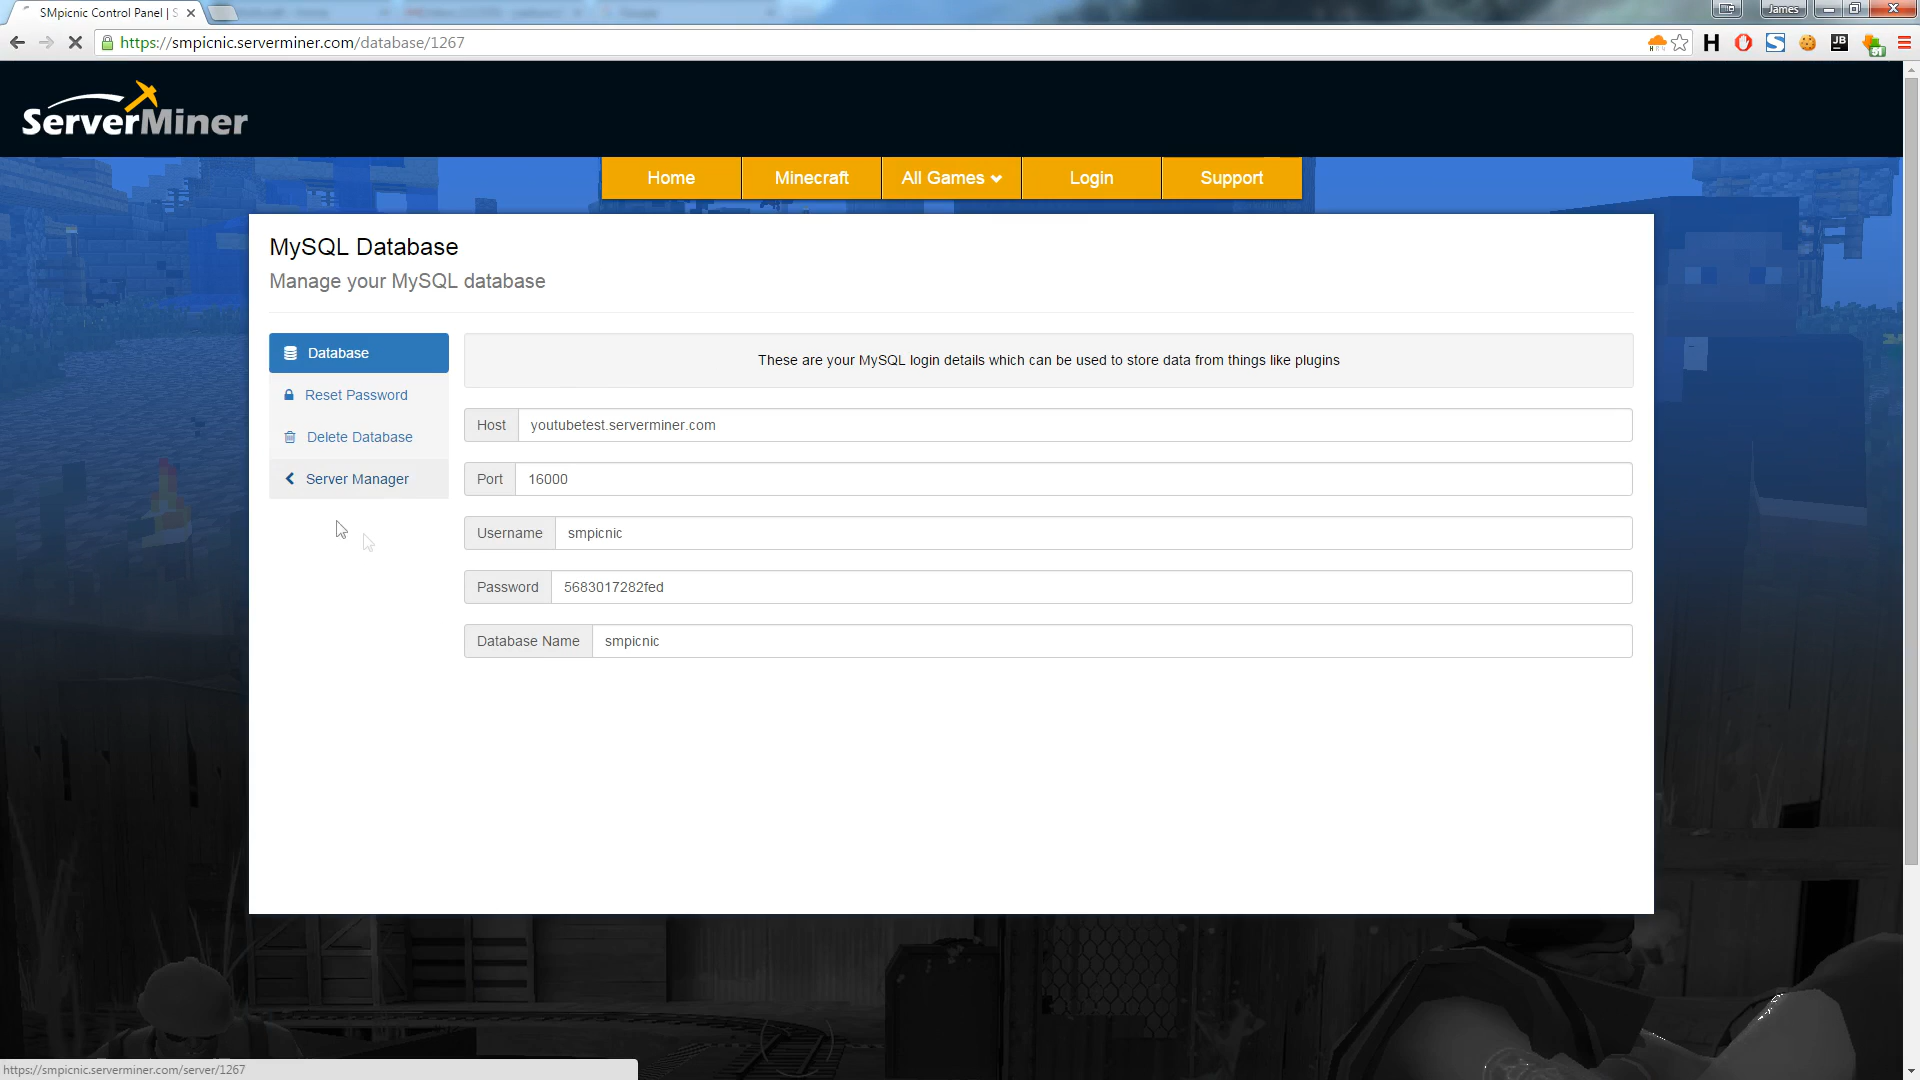 SMpicnic Control Panel | S
James
https://smpicnic.serverminer.com/database/1267
ServerMiner
Home
Minecraft
All Games
Login
Support
MySQL Database
Manage your MySQL database
Database
Reset Password
Delete Database
Server Manager
These are your MySQL login details which can be used to store data from things like plugins
Host youtubetest.serverminer.com
Port 16000
Username smpicnic
Password 5683017282fed
Database Name smpicnic
https://smpicnic.serverminer.com/server/1267